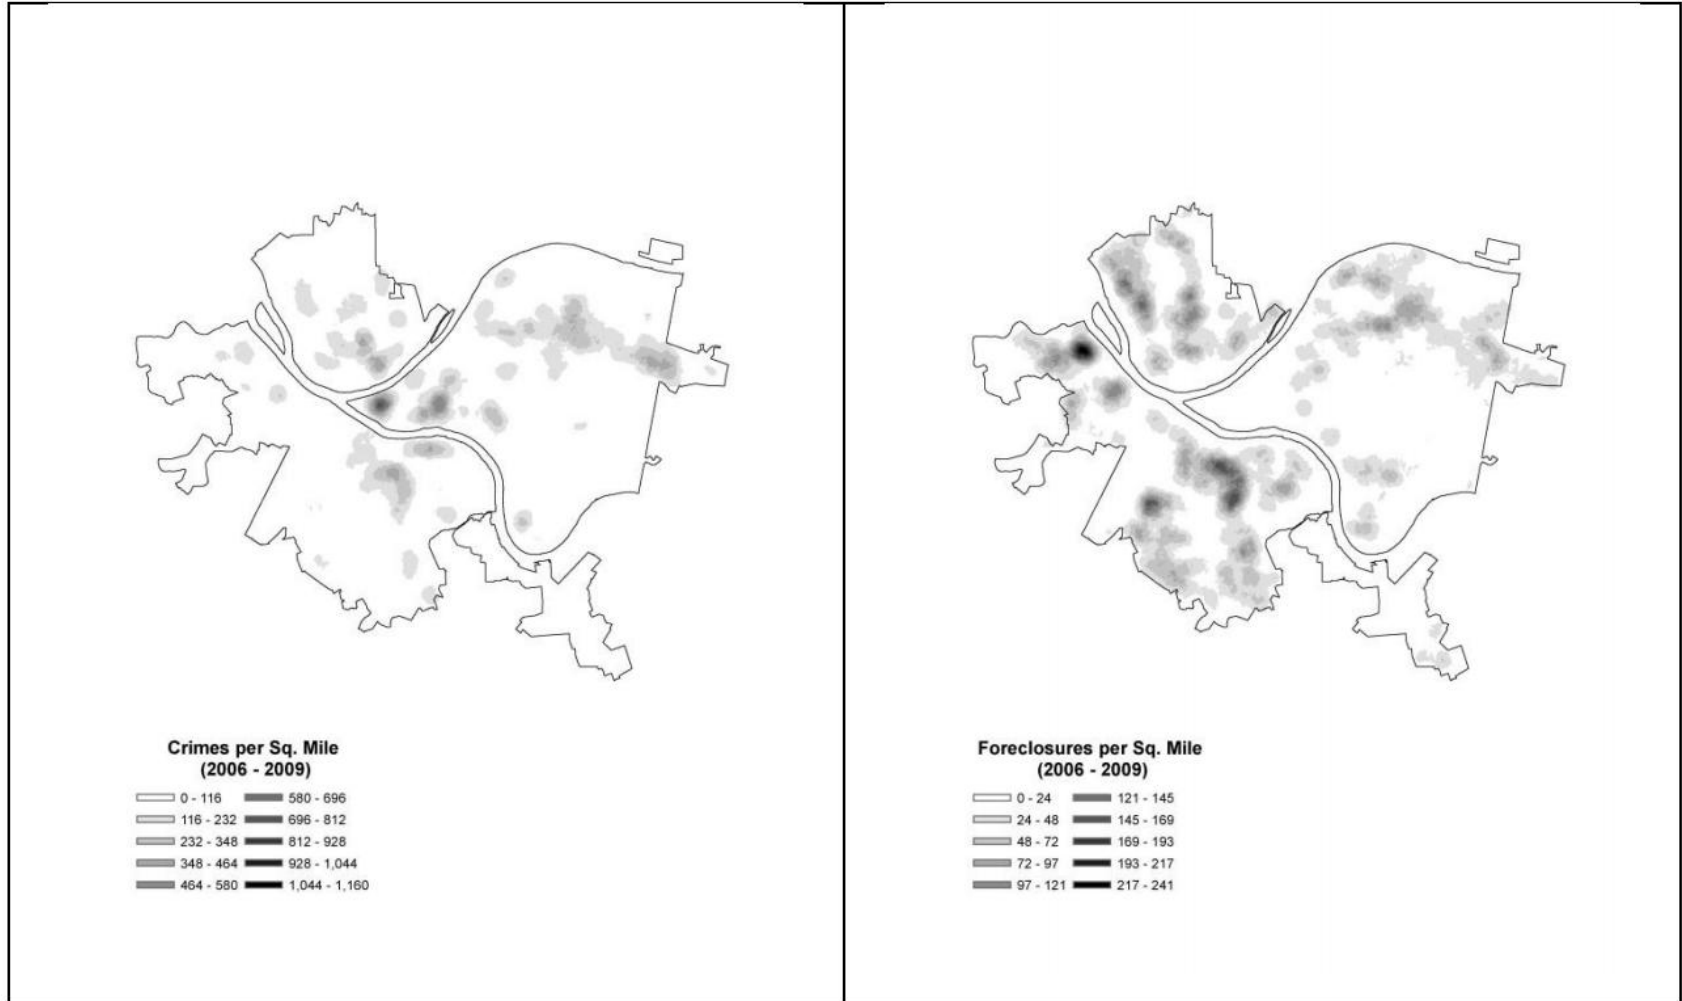 Crimes per Sq. Mile
(2006 - 2009)
0 - 116 580 - 696
116 - 232 696 - 812
232 - 348 812 - 928
348 - 464 928 - 1,044
464 - 580 1,044 - 1,160
Foreclosures per Sq. Mile
(2006 - 2009)
0 - 24 121 - 145
24 - 48 145 - 169
48 - 72 169 - 193
72 - 97 193 - 217
97 - 121 217 - 241